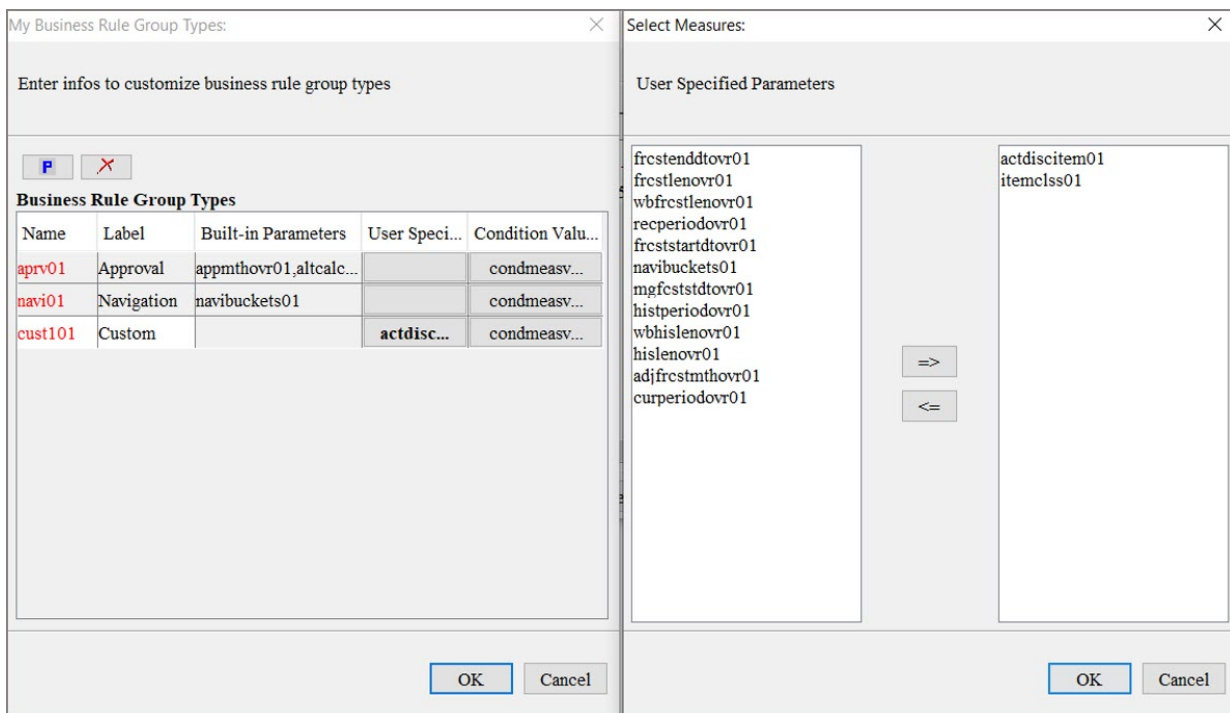 My Business Rule Group Types:
Enter infos to customize business rule group types
P
Business Rule Group Types
Name Label Built-in Parameters User Speci... Condition Valu...
aprv01 Approval appmthovr01,altcalc... condmeasv...
navi01 Navigation navibuckets01 condmeasv...
cust101 Custom actdisc... condmeasv...
OK Cancel
Select Measures:
User Specified Parameters
frcstenddtovr01
frcstlenovr01
wbfrcstlenovr01
recperiodovr01
frcststartdtovr01
navibuckets01
mgfcststdtovr01
histperiodovr01
wbhislenovr01
hislenovr01
adjfrcstmthovr01
curperiodovr01
=>
<=
actdiscitem01
itemclss01
OK Cancel